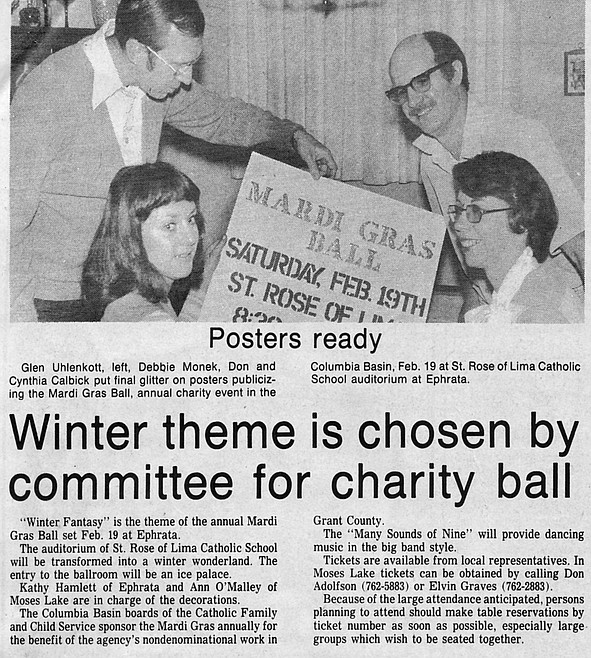 MARDI GRAS
BALL
SATURDAY, FEB. 19TH
ST. ROSE OF LIM
8:30
Posters ready
Glen Uhlenkott, left, Debbie Monek, Don and
Cynthia Calbick put final glitter on posters publiciz-
ing the Mardi Gras Ball, annual charity event in the
Columbia Basin, Feb. 19 at St. Rose of Lima Catholic
School auditorium at Ephrata.
Winter theme is chosen by
committee for charity ball
"Winter Fantasy" is the theme of the annual Mardi
Gras Ball set Feb. 19 at Ephrata.
The auditorium of St. Rose of Lima Catholic School
will be transformed into a winter wonderland. The
entry to the ballroom will be an ice palace.
Kathy Hamlett of Ephrata and Ann O'Malley of
Moses Lake are in charge of the decorations.
The Columbia Basin boards of the Catholic Family
and Child Service sponsor the Mardi Gras annually for
the benefit of the agency's nondenominational work in
Grant County.
The "Many Sounds of Nine" will provide dancing
music in the big band style.
Tickets are available from local representatives. In
Moses Lake tickets can be obtained by calling Don
Adolfson (762-5883) or Elvin Graves (762-2883).
Because of the large attendance anticipated, persons
planning to attend should make table reservations by
ticket number as soon as possible, especially large
groups which wish to be seated together.